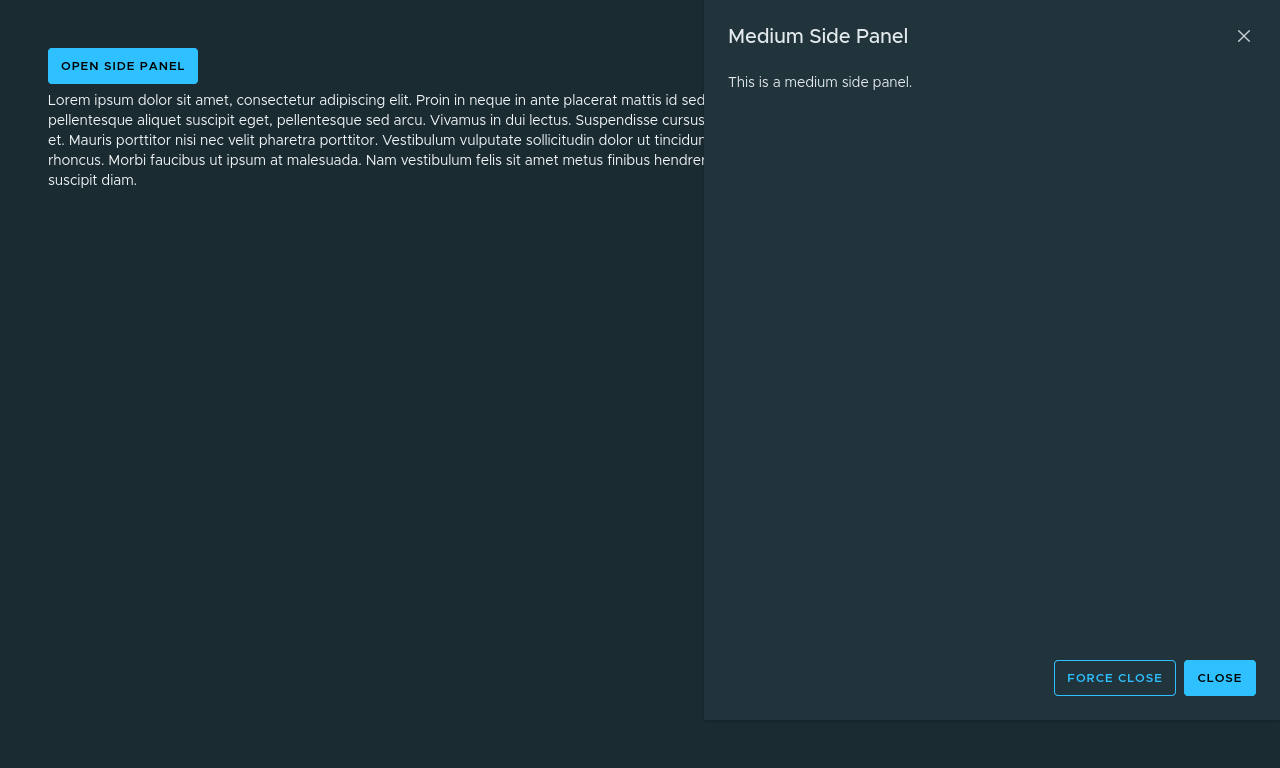 OPEN SIDE PANEL
Lorem ipsum dolor sit amet, consectetur adipiscing elit. Proin in neque in ante placerat mattis id sed
pellentesque aliquet suscipit eget, pellentesque sed arcu. Vivamus in dui lectus. Suspendisse cursus
et. Mauris porttitor nisi nec velit pharetra porttitor. Vestibulum vulputate sollicitudin dolor ut
rhoncus. Morbi faucibus ut ipsum at malesuada. Nam vestibulum felis sit amet metus finibus
suscipit diam.
Medium Side Panel
This is a medium side panel.
FORCE CLOSE
CLOSE